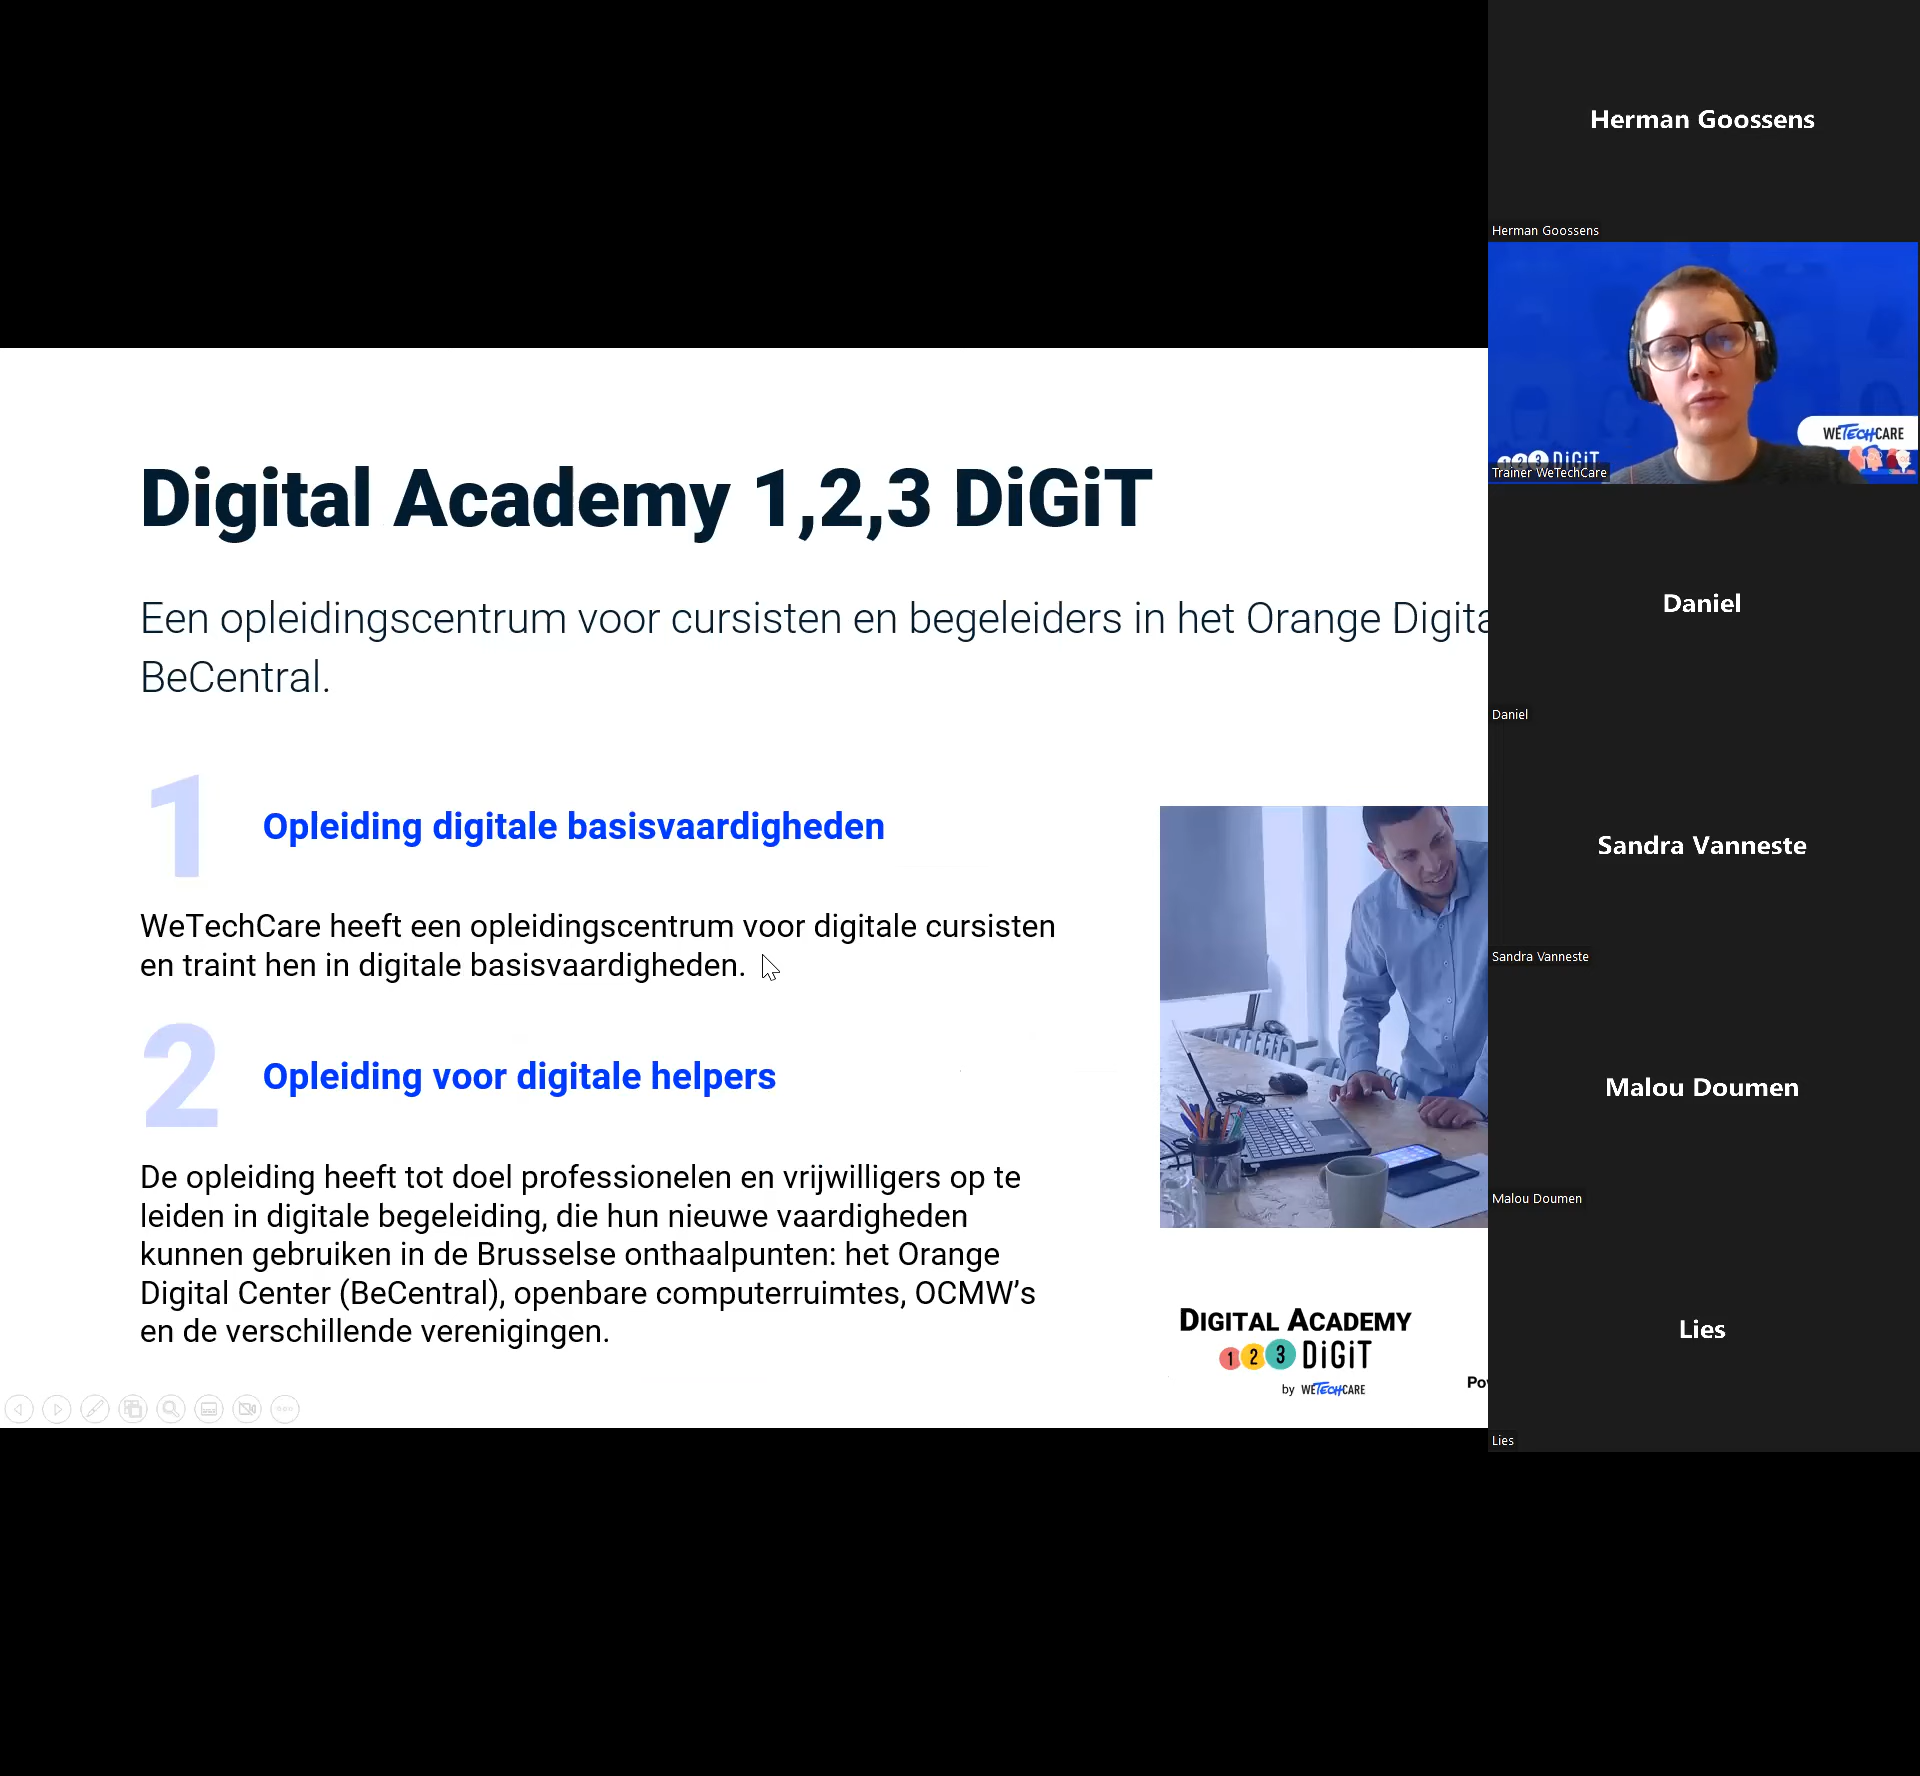 Digital Academy 1,2,3 DiGiT
Een opleidingscentrum voor cursisten en begeleiders in het Orange Digita
BeCentral.
1
Opleiding digitale basisvaardigheden
WeTechCare heeft een opleidingscentrum voor digitale cursisten
en traint hen in digitale basisvaardigheden.
2
Opleiding voor digitale helpers
De opleiding heeft tot doel professionelen en vrijwilligers op te
leiden in digitale begeleiding, die hun nieuwe vaardigheden
kunnen gebruiken in de Brusselse onthaalpunten: het Orange
Digital Center (BeCentral), openbare computerruimtes, OCMW's
en de verschillende verenigingen.
DIGITAL ACADEMY
1 2 3 DiGiT
by WETECHCARE
Herman Goossens
Herman Goossens
WETECHCARE
1 2 3 DiGiT
Trainer WeTechCare
Daniel
Daniel
Sandra Vanneste
Sandra Vanneste
Malou Doumen
Malou Doumen
Lies
Lies